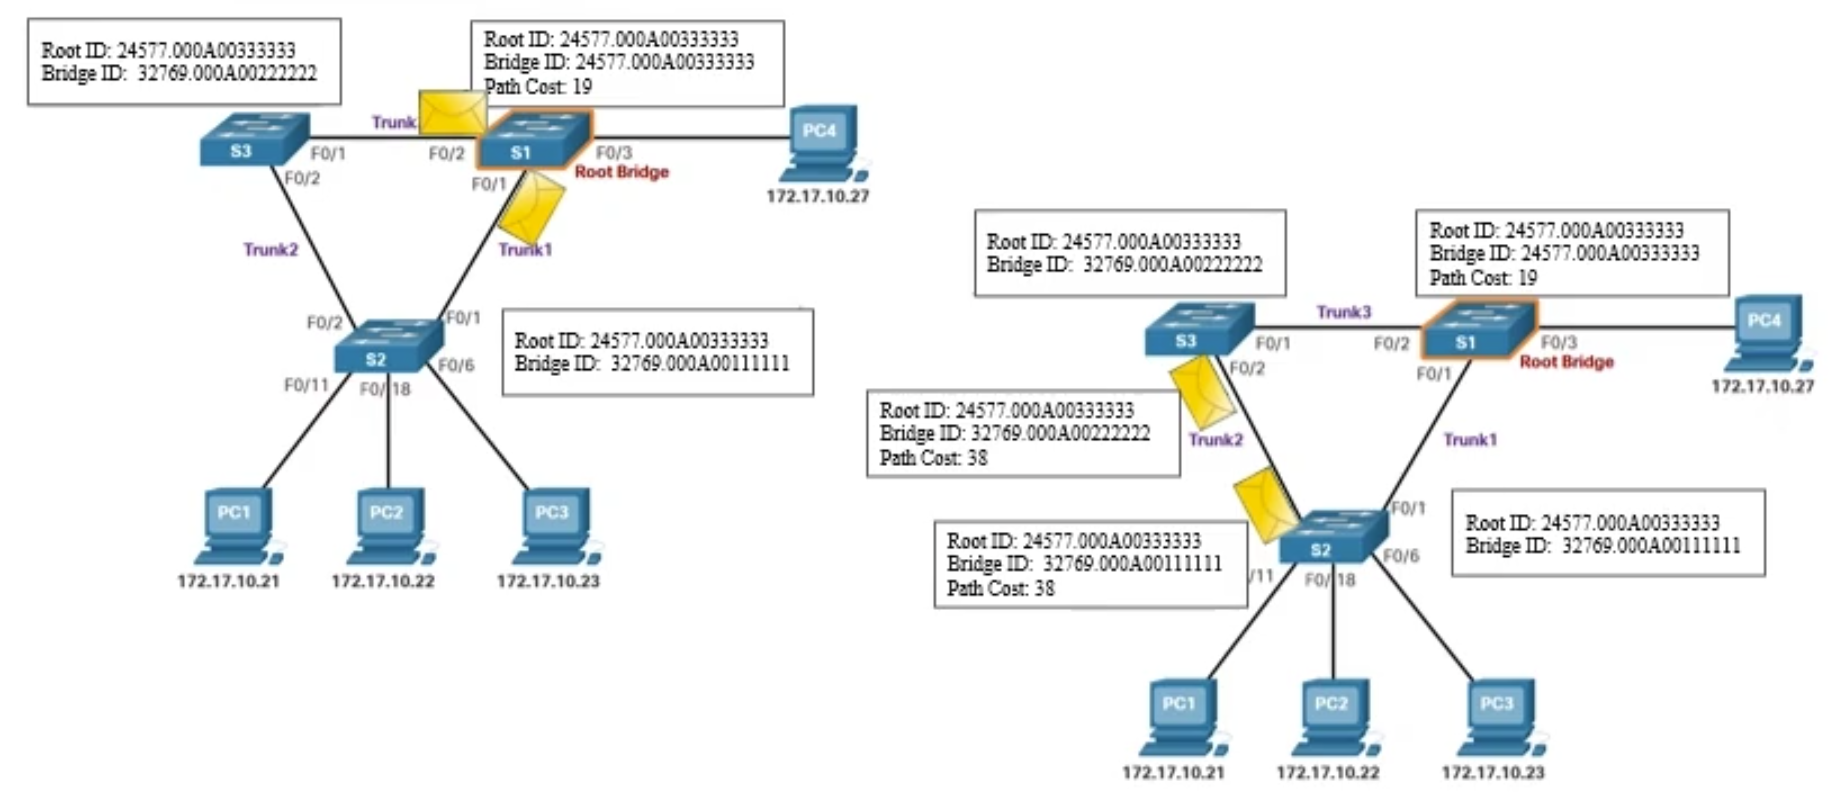 Root ID: 24577.000A00333333
Bridge ID: 32769.000A00222222
Root ID: 24577.000A00333333
Bridge ID: 24577.000A00333333
Path Cost: 19
Trunk
S3
F0/1
F0/2
S1
F0/3
PC4
F0/2
F0/1
Root Bridge
172.17.10.27
Trunk2
Trunk1
F0/2
F0/1
S2
F0/6
F0/11
F0/18
Root ID: 24577.000A00333333
Bridge ID: 32769.000A00111111
PC1
PC2
PC3
172.17.10.21
172.17.10.22
172.17.10.23
Root ID: 24577.000A00333333
Bridge ID: 32769.000A00222222
Root ID: 24577.000A00333333
Bridge ID: 24577.000A00333333
Path Cost: 19
Trunk3
S3
F0/1
F0/2
S1
F0/3
PC4
F0/2
F0/1
Root Bridge
172.17.10.27
Root ID: 24577.000A00333333
Bridge ID: 32769.000A00222222
Path Cost: 38
Trunk2
Trunk1
Root ID: 24577.000A00333333
Bridge ID: 32769.000A00111111
Path Cost: 38
F0/1
S2
F0/6
/11
F0/18
Root ID: 24577.000A00333333
Bridge ID: 32769.000A00111111
PC1
PC2
PC3
172.17.10.21
172.17.10.22
172.17.10.23